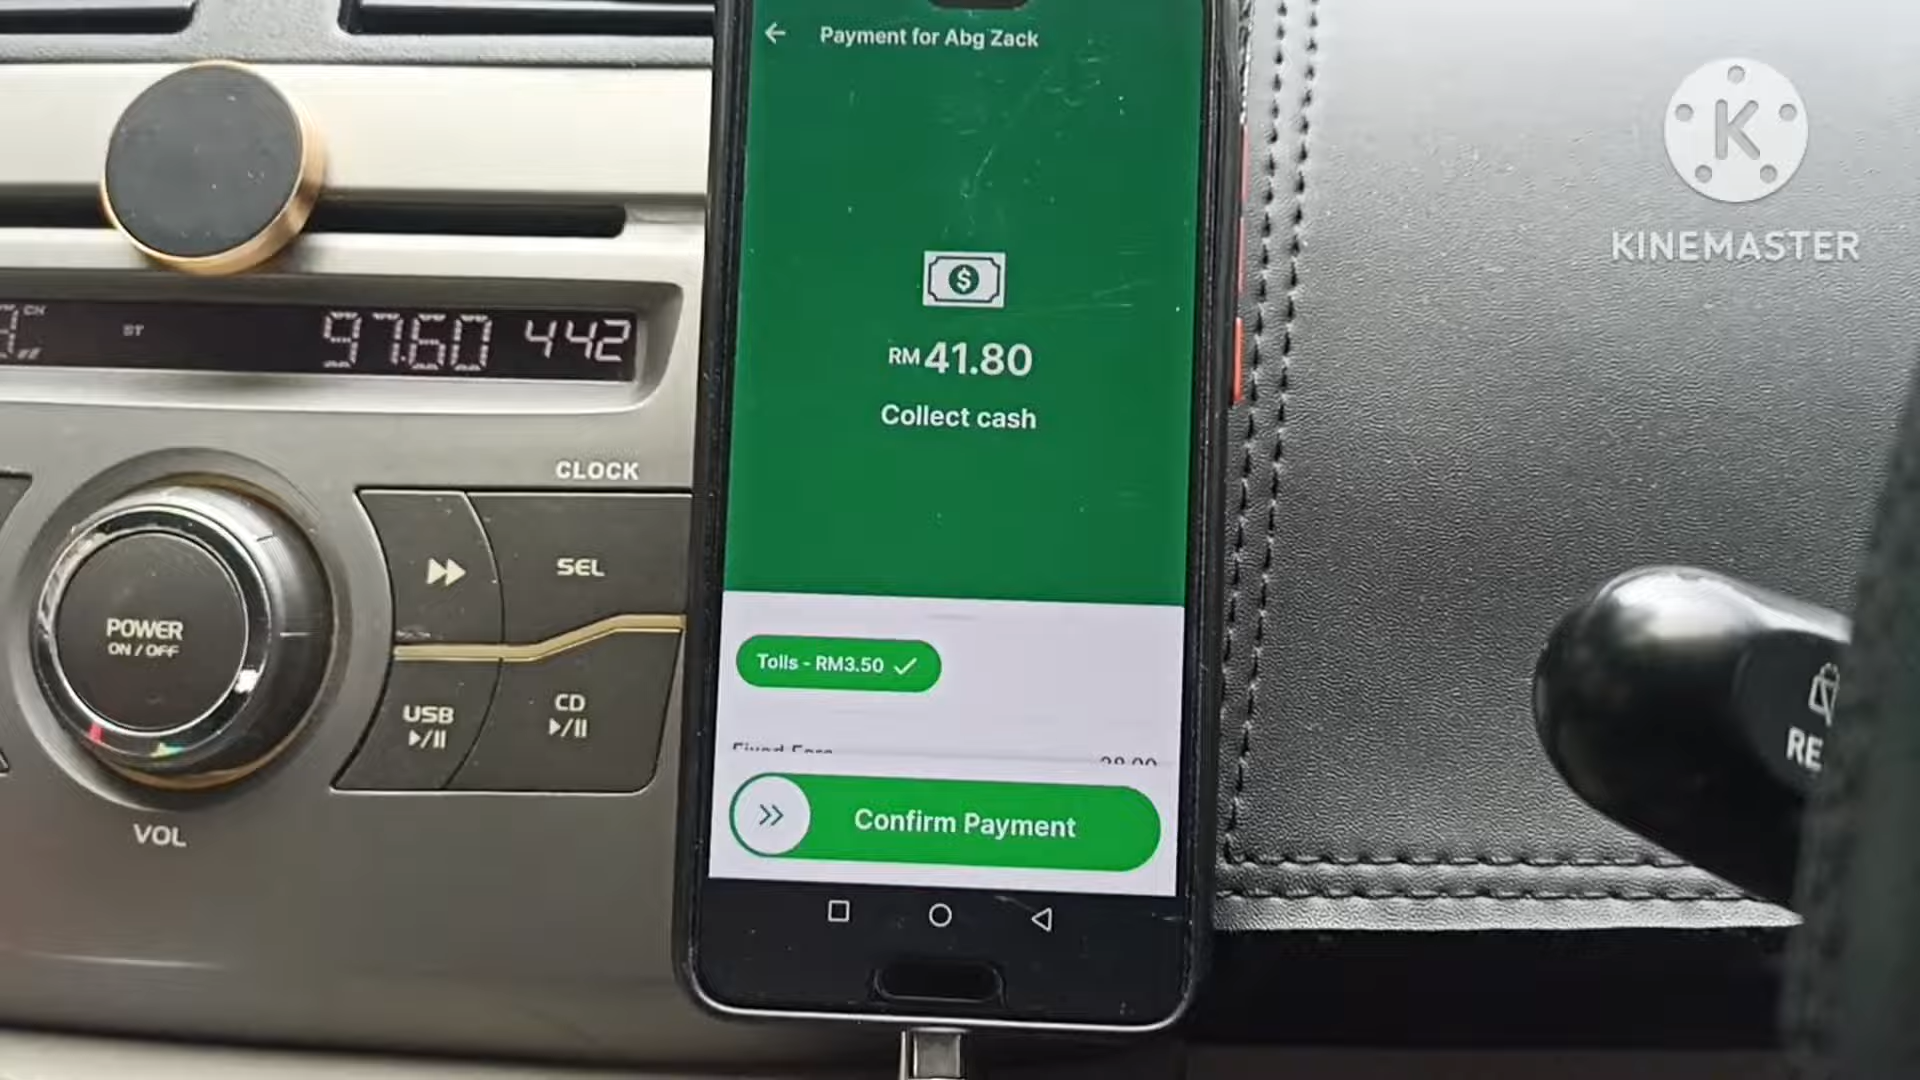 Payment for Abg Zack
K
KINEMASTER
$
RM 41.80
Collect cash
ST
97.60 442
CLOCK
SEL
POWER
ON / OFF
USB
CD
VOL
Tolls - RM3.50
Confirm Payment